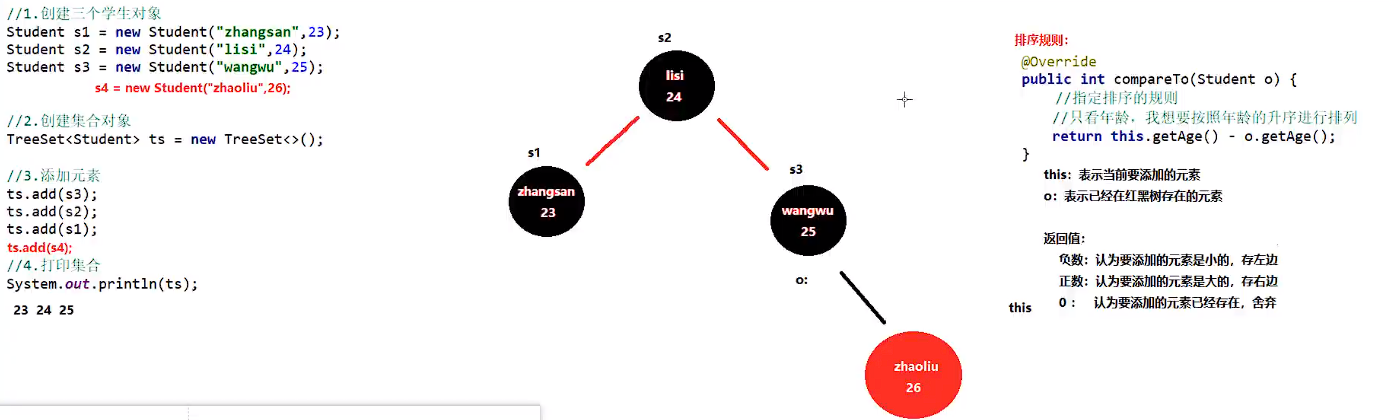 //1.创建三个学生对象
Student s1 = new Student("zhangsan",23);
Student s2 = new Student("lisi",24);
Student s3 = new Student("wangwu",25);
s4 = new Student("zhaoliu",26);
//2.创建集合对象
TreeSet<Student> ts = new TreeSet<>();
//3.添加元素
ts.add(s3);
ts.add(s2);
ts.add(s1);
ts.add(s4);
//4.打印集合
System.out.println(ts);
23 24 25
s2
lisi
24
s1
zhangsan
23
s3
wangwu
25
o:
zhaoliu
26
排序规则：
@Override
public int compareTo(Student o) {
//指定排序的规则
//只看年龄，我想要按照年龄的升序进行排列
return this.getAge() - o.getAge();
}
this：表示当前要添加的元素
o：表示已经在红黑树存在的元素
返回值：
负数：认为要添加的元素是小的，存左边
正数：认为要添加的元素是大的，存右边
0 ： 认为要添加的元素已经存在，舍弃
this